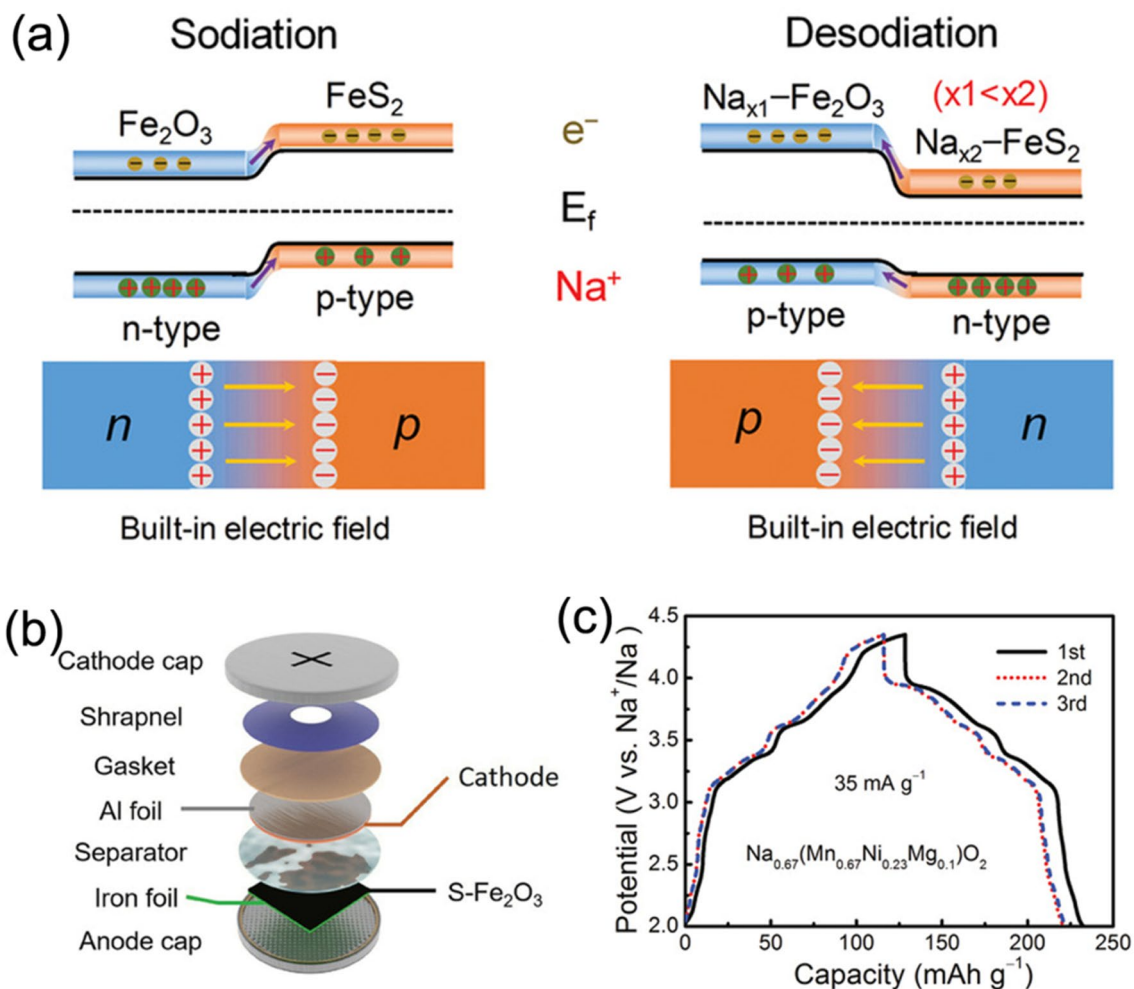 (a)
Sodiation
Desodiation
Fe₂O₃
FeS₂
e⁻
Naₓ₁–Fe₂O₃
(x1<x2)
Naₓ₂–FeS₂
E_f
Na⁺
n-type
p-type
p-type
n-type
n
p
p
n
Built-in electric field
Built-in electric field
(b)
Cathode cap
Shrapnel
Gasket
Al foil
Cathode
Separator
Iron foil
S-Fe₂O₃
Anode cap
(c)
Potential (V vs. Na⁺/Na )
4.5
4.0
3.5
3.0
2.5
2.0
1st
2nd
3rd
35 mA g⁻¹
Na₀.₆₇(Mn₀.₆₇Ni₀.₂₃Mg₀.₁)O₂
0 50 100 150 200 250
Capacity (mAh g⁻¹)